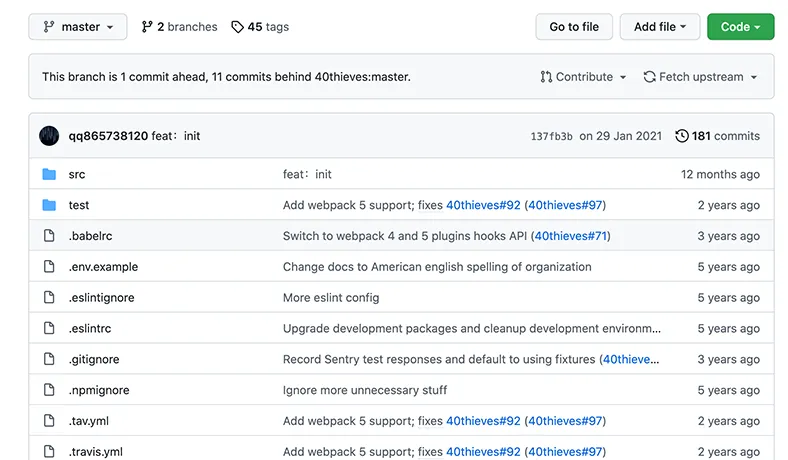 master 2 branches 45 tags Go to file Add file Code
This branch is 1 commit ahead, 11 commits behind 40thieves:master. Contribute Fetch upstream
qq865738120 feat：init 137fb3b on 29 Jan 2021 181 commits
src feat：init 12 months ago
test Add webpack 5 support; fixes 40thieves#92 (40thieves#97) 2 years ago
.babelrc Switch to webpack 4 and 5 plugins hooks API (40thieves#71) 3 years ago
.env.example Change docs to American english spelling of organization 5 years ago
.eslintignore More eslint config 5 years ago
.eslintrc Upgrade development packages and cleanup development environm... 5 years ago
.gitignore Record Sentry test responses and default to using fixtures (40thieve... 3 years ago
.npmignore Ignore more unnecessary stuff 5 years ago
.tav.yml Add webpack 5 support; fixes 40thieves#92 (40thieves#97) 2 years ago
.travis.yml Add webpack 5 support; fixes 40thieves#92 (40thieves#97) 2 years ago